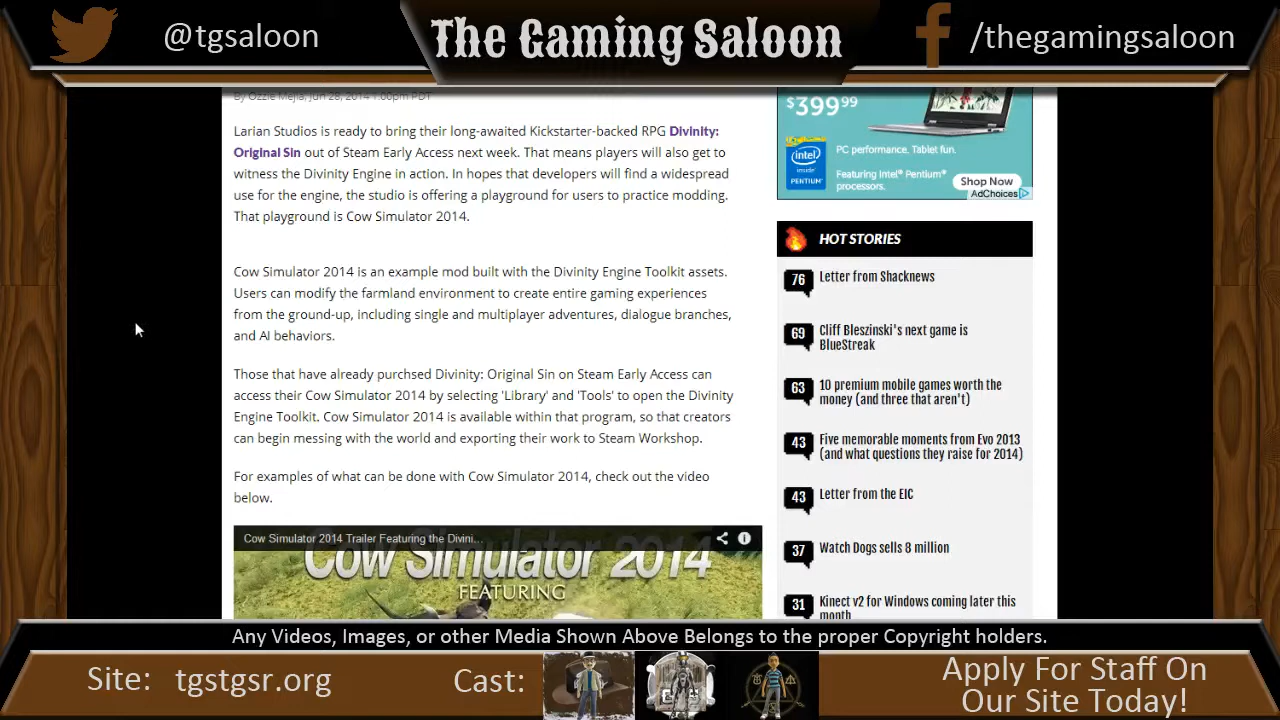 @tgsaloon
The Gaming Saloon
/thegamingsaloon
By Ozzie Mejia, Jun 28, 2014 1:00pm PDT
Larian Studios is ready to bring their long-awaited Kickstarter-backed RPG Divinity:
Original Sin out of Steam Early Access next week. That means players will also get to
witness the Divinity Engine in action. In hopes that developers will find a widespread
use for the engine, the studio is offering a playground for users to practice modding.
That playground is Cow Simulator 2014.
Cow Simulator 2014 is an example mod built with the Divinity Engine Toolkit assets.
Users can modify the farmland environment to create entire gaming experiences
from the ground-up, including single and multiplayer adventures, dialogue branches,
and AI behaviors.
Those that have already purchsed Divinity: Original Sin on Steam Early Access can
access their Cow Simulator 2014 by selecting 'Library' and 'Tools' to open the Divinity
Engine Toolkit. Cow Simulator 2014 is available within that program, so that creators
can begin messing with the world and exporting their work to Steam Workshop.
For examples of what can be done with Cow Simulator 2014, check out the video
below.
Cow Simulator 2014 Trailer Featuring the Divini...
Cow Simulator 2014
FEATURING
$399.99
intel
inside
PENTIUM
PC performance. Tablet fun.
Featuring Intel® Pentium®
processors.
Shop Now
AdChoices
HOT STORIES
76 Letter from Shacknews
69 Cliff Bleszinski's next game is
BlueStreak
63 10 premium mobile games worth the
money (and three that aren't)
43 Five memorable moments from Evo 2013
(and what questions they raise for 2014)
43 Letter from the EIC
37 Watch Dogs sells 8 million
31 Kinect v2 for Windows coming later this
month
Any Videos, Images, or other Media Shown Above Belongs to the proper Copyright holders.
Site: tgstgsr.org
Cast:
Apply For Staff On
Our Site Today!